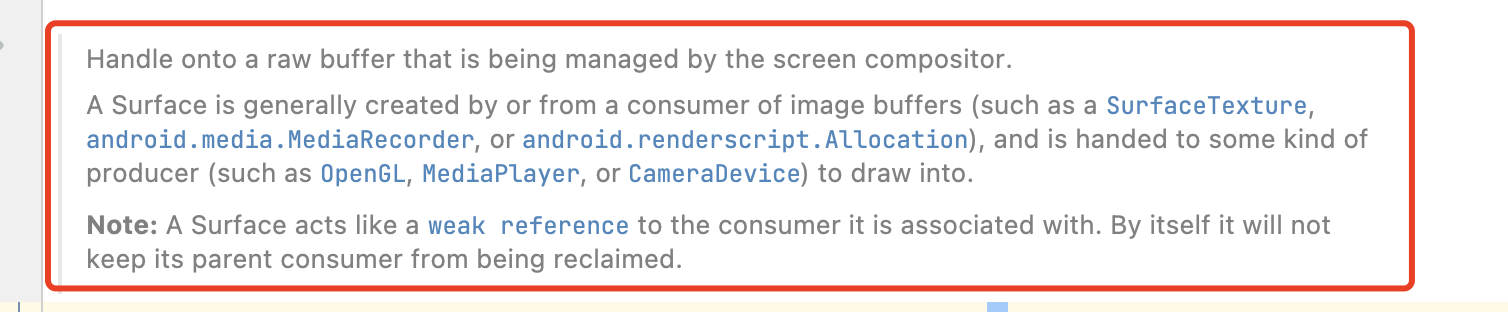 Handle onto a raw buffer that is being managed by the screen compositor.
A Surface is generally created by or from a consumer of image buffers (such as a SurfaceTexture,
android.media.MediaRecorder, or android.renderscript.Allocation), and is handed to some kind of
producer (such as OpenGL, MediaPlayer, or CameraDevice) to draw into.
Note: A Surface acts like a weak reference to the consumer it is associated with. By itself it will not
keep its parent consumer from being reclaimed.